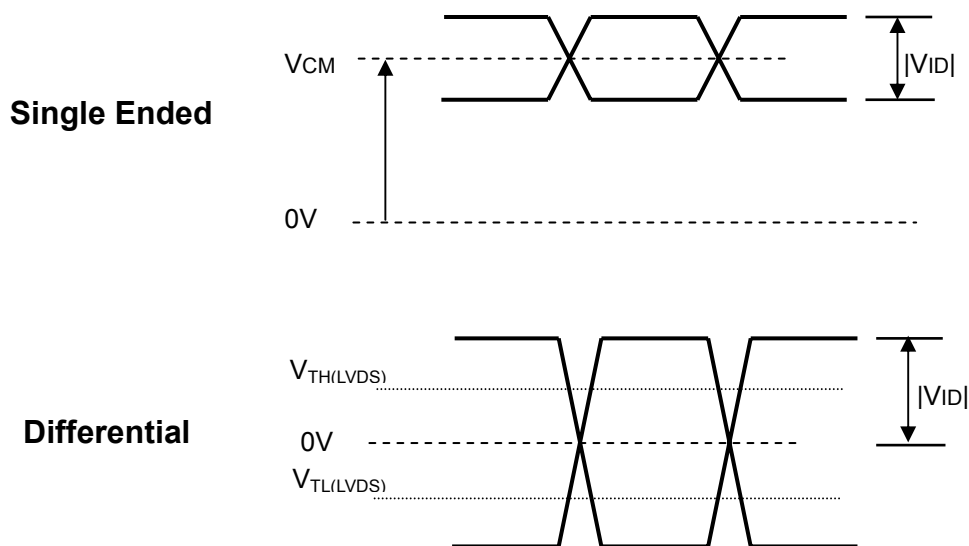 VCM
|VID|
Single Ended
0V
VTH(LVDS)
|VID|
Differential
0V
VTL(LVDS)